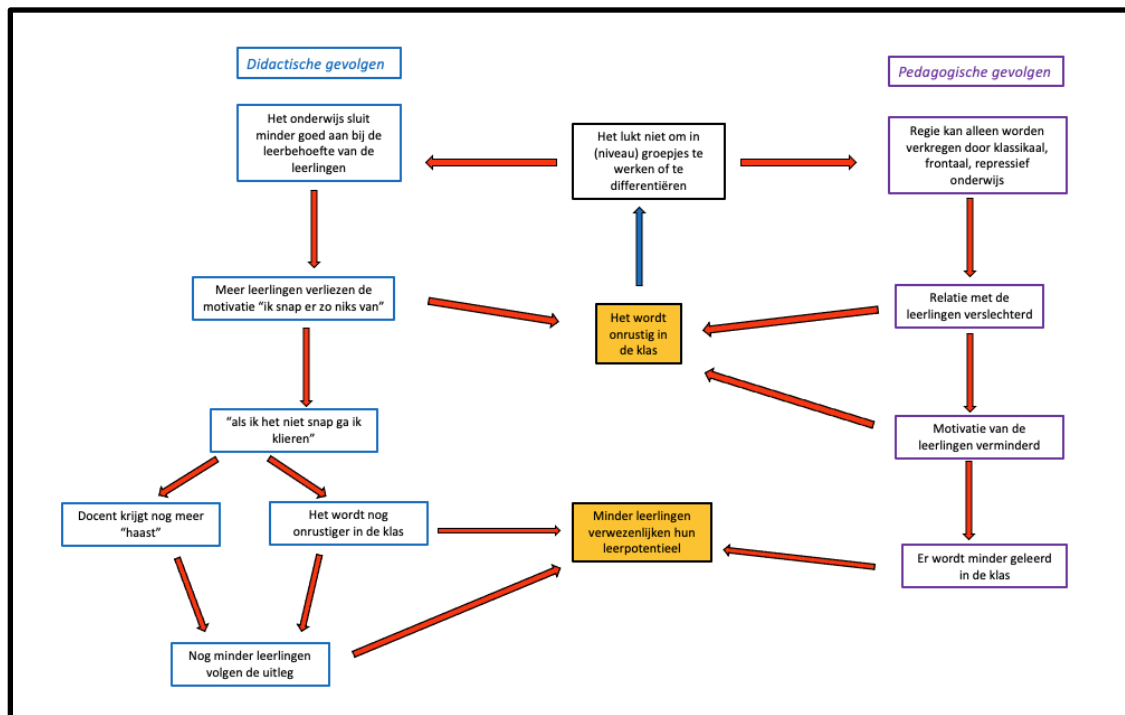 Didactische gevolgen
Pedagogische gevolgen
Het onderwijs sluit
minder goed aan bij de
leerbehoefte van de
leerlingen
Het lukt niet om in
(niveau) groepjes te
werken of te
differentiëren
Regie kan alleen worden
verkregen door klassikaal,
frontaal, repressief
onderwijs
Meer leerlingen verliezen de
motivatie “ik snap er zo niks van”
Het wordt
onrustig in
de klas
Relatie met de
leerlingen verslechterd
“als ik het niet snap ga ik
klieren”
Motivatie van de
leerlingen verminderd
Docent krijgt nog meer
“haast”
Het wordt nog
onrustiger in de klas
Minder leerlingen
verwezenlijken hun
leerpotentieel
Er wordt minder geleerd
in de klas
Nog minder leerlingen
volgen de uitleg